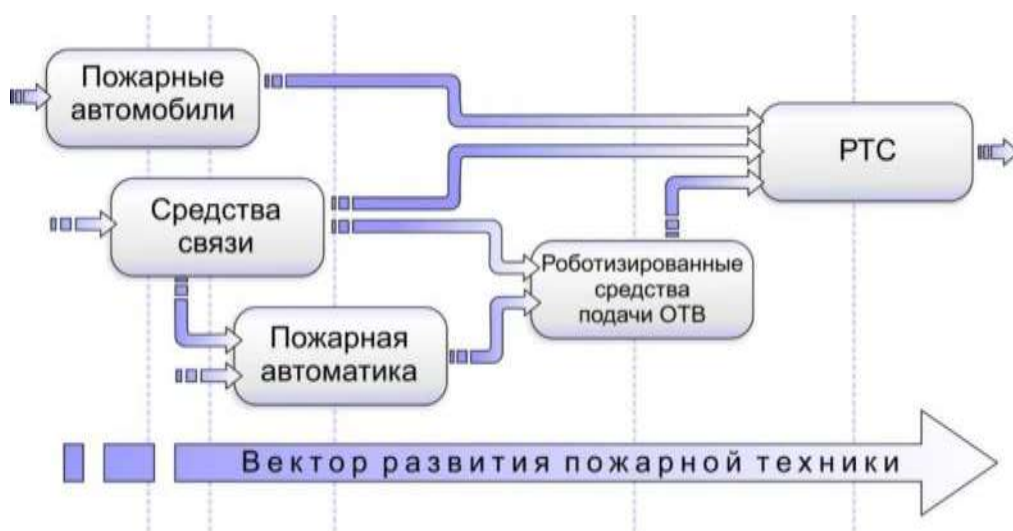 Пожарные
автомобили
РТС
Средства
связи
Роботизированные
средства
подачи ОТВ
Пожарная
автоматика
Вектор развития пожарной техники